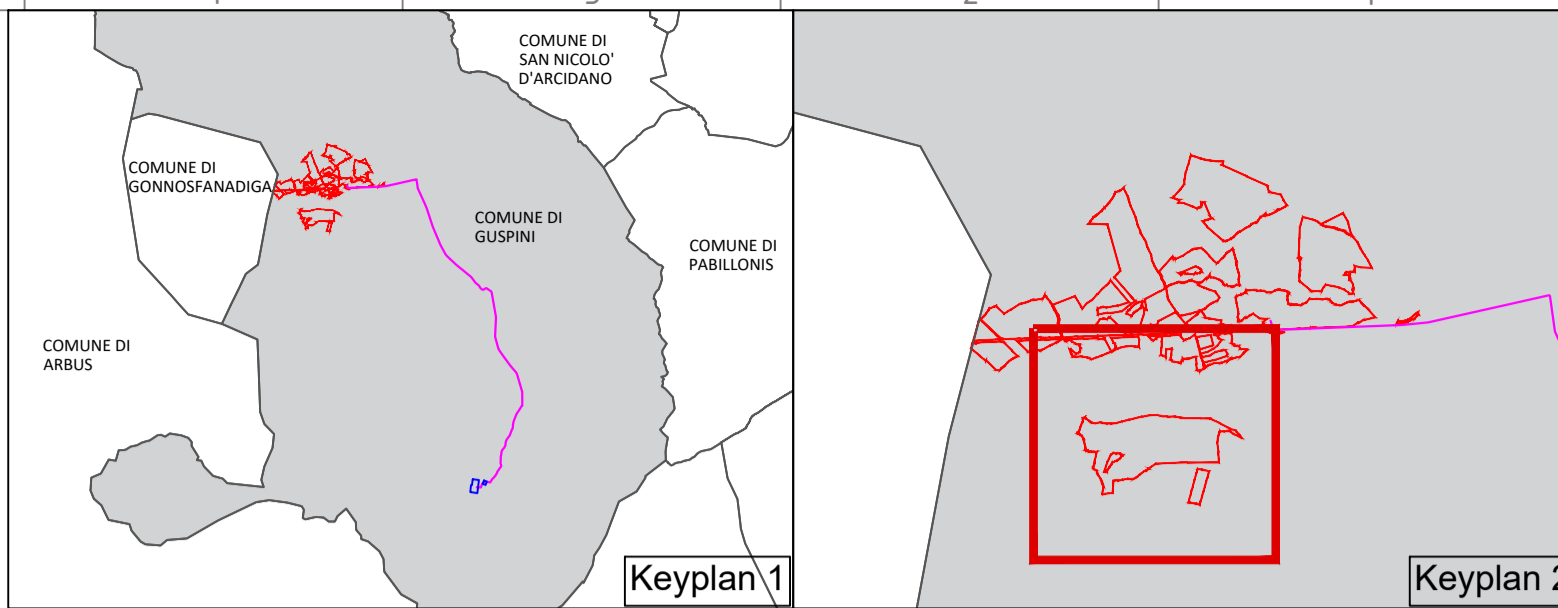 COMUNE DI
SAN NICOLO'
D'ARCIDANO
COMUNE DI
GONNOSFANADIGA
COMUNE DI
GUSPINI
COMUNE DI
PABILLONIS
COMUNE DI
ARBUS
Keyplan 1
Keyplan 2